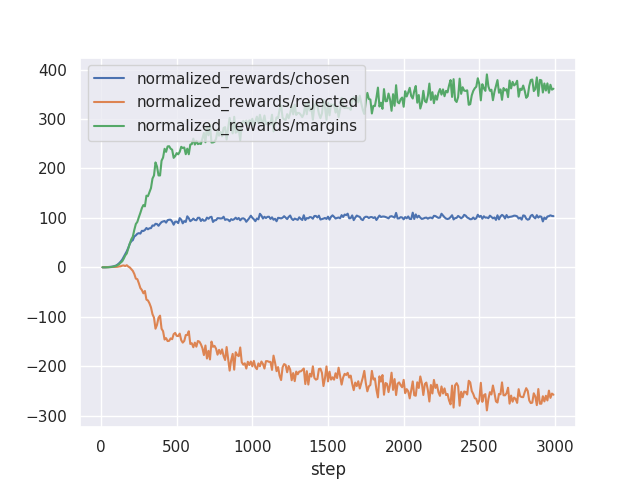 normalized_rewards/chosen
normalized_rewards/rejected
normalized_rewards/margins
400
300
200
100
0
−100
−200
−300
0 500 1000 1500 2000 2500 3000
step